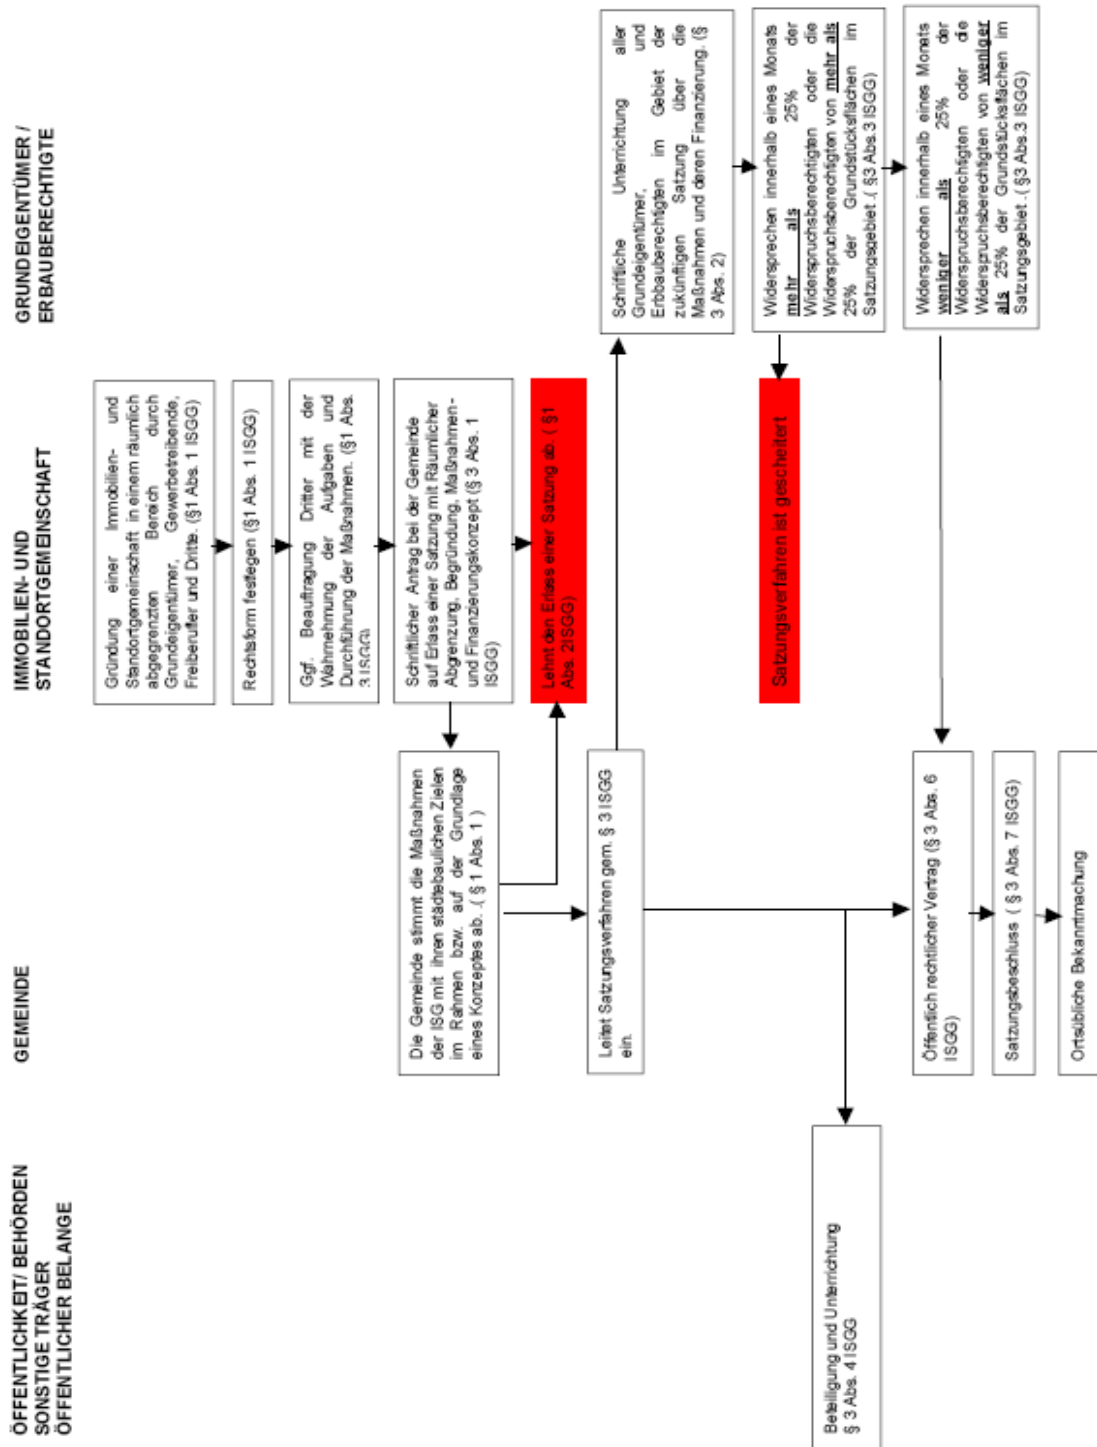 ÖFFENTLICHKEIT/ BEHÖRDEN
SONSTIGE TRÄGER
ÖFFENTLICHER BELANGE
GEMEINDE
IMMOBILIEN- UND
STANDORTGEMEINSCHAFT
GRUNDEIGENTÜMER /
ERBAUBERECHTIGTE
Gründung einer Immobilien- und
Standortgemeinschaft in einem räumlich
abgegrenzten Bereich durch
Grundeigentümer, Gewerbetreibende,
Freiberufler und Dritte. (§1 Abs. 1 ISGG)
Rechtsform festlegen (§1 Abs. 1 ISGG)
Ggf. Beauftragung Dritter mit der
Wahrnehmung der Aufgaben und
Durchführung der Maßnahmen. (§1 Abs.
3 ISGG)
Schriftlicher Antrag bei der Gemeinde
auf Erlass einer Satzung mit Räumlicher
Abgrenzung, Begründung, Maßnahmen-
und Finanzierungskonzept (§ 3 Abs. 1
ISGG)
Die Gemeinde stimmt die Maßnahmen
der ISG mit ihren städtebaulichen Zielen
im Rahmen bzw. auf der Grundlage
eines Konzeptes ab. .( § 1 Abs. 1 )
Lehnt den Erlass einer Satzung ab. ( §1
Abs. 2ISGG)
Leitet Satzungsverfahren gem. § 3 ISGG
ein.
Schriftliche Unterrichtung aller
Grundeigentümer, und
Erbbauberechtigten im Gebiet der
zukünftigen Satzung über die
Maßnahmen und deren Finanzierung. (§
3 Abs. 2)
Widersprechen innerhalb eines Monats
mehr als 25% der
Widerspruchsberechtigten oder die
Widerspruchsberechtigten von mehr als
25% der Grundstücksflächen im
Satzungsgebiet .( §3 Abs.3 ISGG)
Satzungsverfahren ist gescheitert
Widersprechen innerhalb eines Monats
weniger als 25% der
Widerspruchsberechtigten oder die
Widerspruchsberechtigten von weniger
als 25% der Grundstücksflächen im
Satzungsgebiet .( §3 Abs.3 ISGG)
Beteiligung und Unterrichtung
§ 3 Abs. 4 ISGG
Öffentlich rechtlicher Vertrag (§ 3 Abs. 6
ISGG)
Satzungsbeschluss ( § 3 Abs. 7 ISGG)
Ortsübliche Bekanntmachung